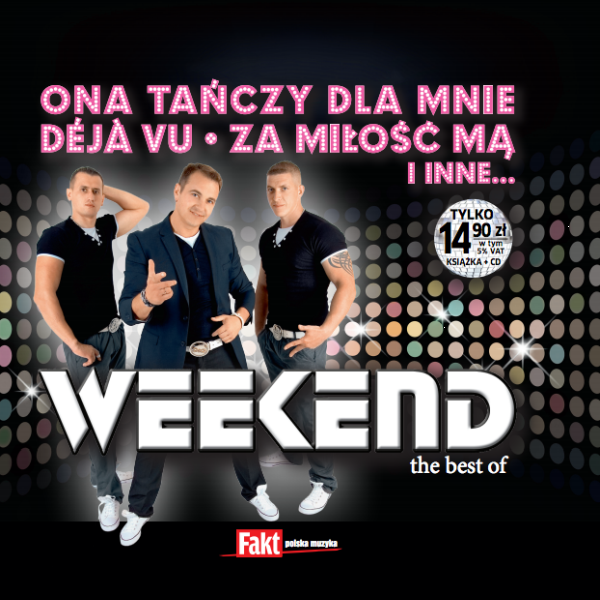 ONA TAŃCZY DLA MNIE
DÉJÀ VU • ZA MIŁOŚĆ MĄ
I INNE...
TYLKO
14 90 zł
w tym
5% VAT
KSIĄŻKA + CD
WEEKEND
the best of
Fakt polska muzyka